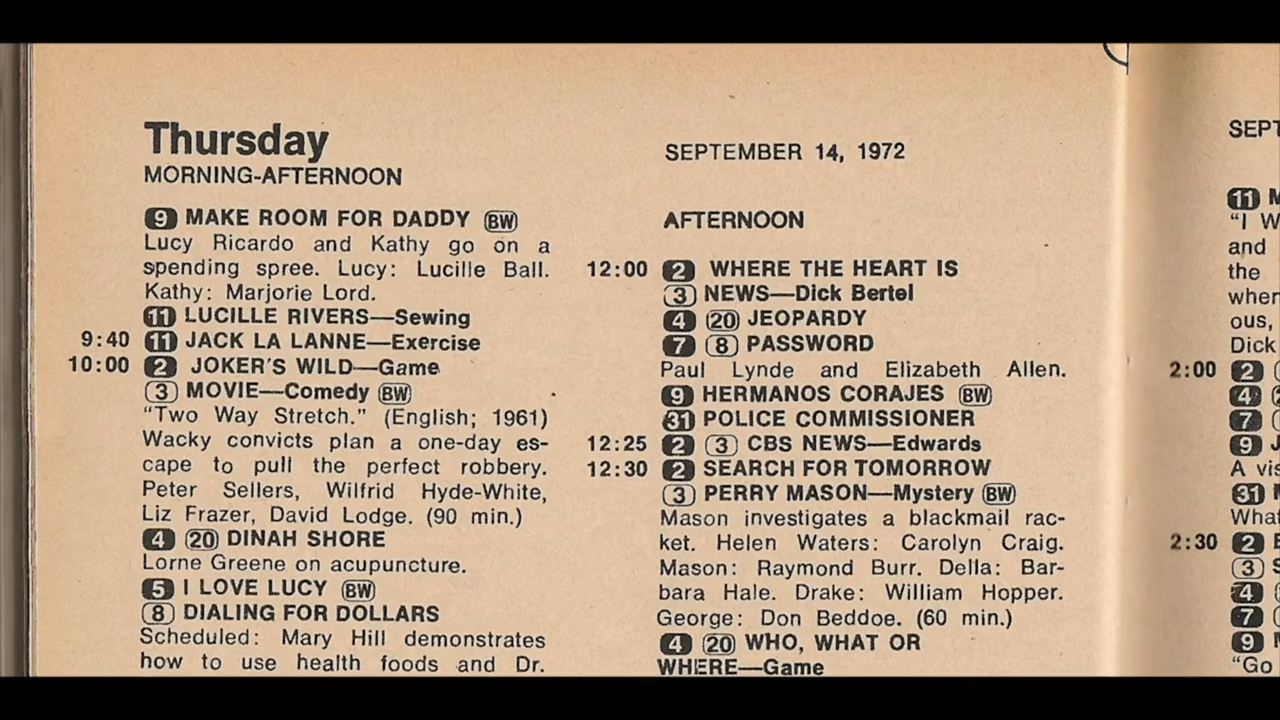 Thursday
MORNING-AFTERNOON
9 MAKE ROOM FOR DADDY BW
Lucy Ricardo and Kathy go on a
spending spree. Lucy: Lucille Ball.
Kathy: Marjorie Lord.
11 LUCILLE RIVERS—Sewing
9:40 11 JACK LA LANNE—Exercise
10:00 2 JOKER'S WILD—Game
3 MOVIE—Comedy BW
"Two Way Stretch." (English; 1961)
Wacky convicts plan a one-day es-
cape to pull the perfect robbery.
Peter Sellers, Wilfrid Hyde-White,
Liz Frazer, David Lodge. (90 min.)
4 20 DINAH SHORE
Lorne Greene on acupuncture.
5 I LOVE LUCY BW
8 DIALING FOR DOLLARS
Scheduled: Mary Hill demonstrates
how to use health foods and Dr.
SEPTEMBER 14, 1972
AFTERNOON
12:00 2 WHERE THE HEART IS
3 NEWS—Dick Bertel
4 20 JEOPARDY
7 8 PASSWORD
Paul Lynde and Elizabeth Allen.
9 HERMANOS CORAJES BW
31 POLICE COMMISSIONER
12:25 2 3 CBS NEWS—Edwards
12:30 2 SEARCH FOR TOMORROW
3 PERRY MASON—Mystery BW
Mason investigates a blackmail rac-
ket. Helen Waters: Carolyn Craig.
Mason: Raymond Burr. Della: Bar-
bara Hale. Drake: William Hopper.
George: Don Beddoe. (60 min.)
4 20 WHO, WHAT OR
WHERE—Game
SEPT
11 M
"I W
and
the
when
ous,
Dick
2:00 2
4
7
9
A vis
31
What
2:30 2
3
4
7
9
"Go